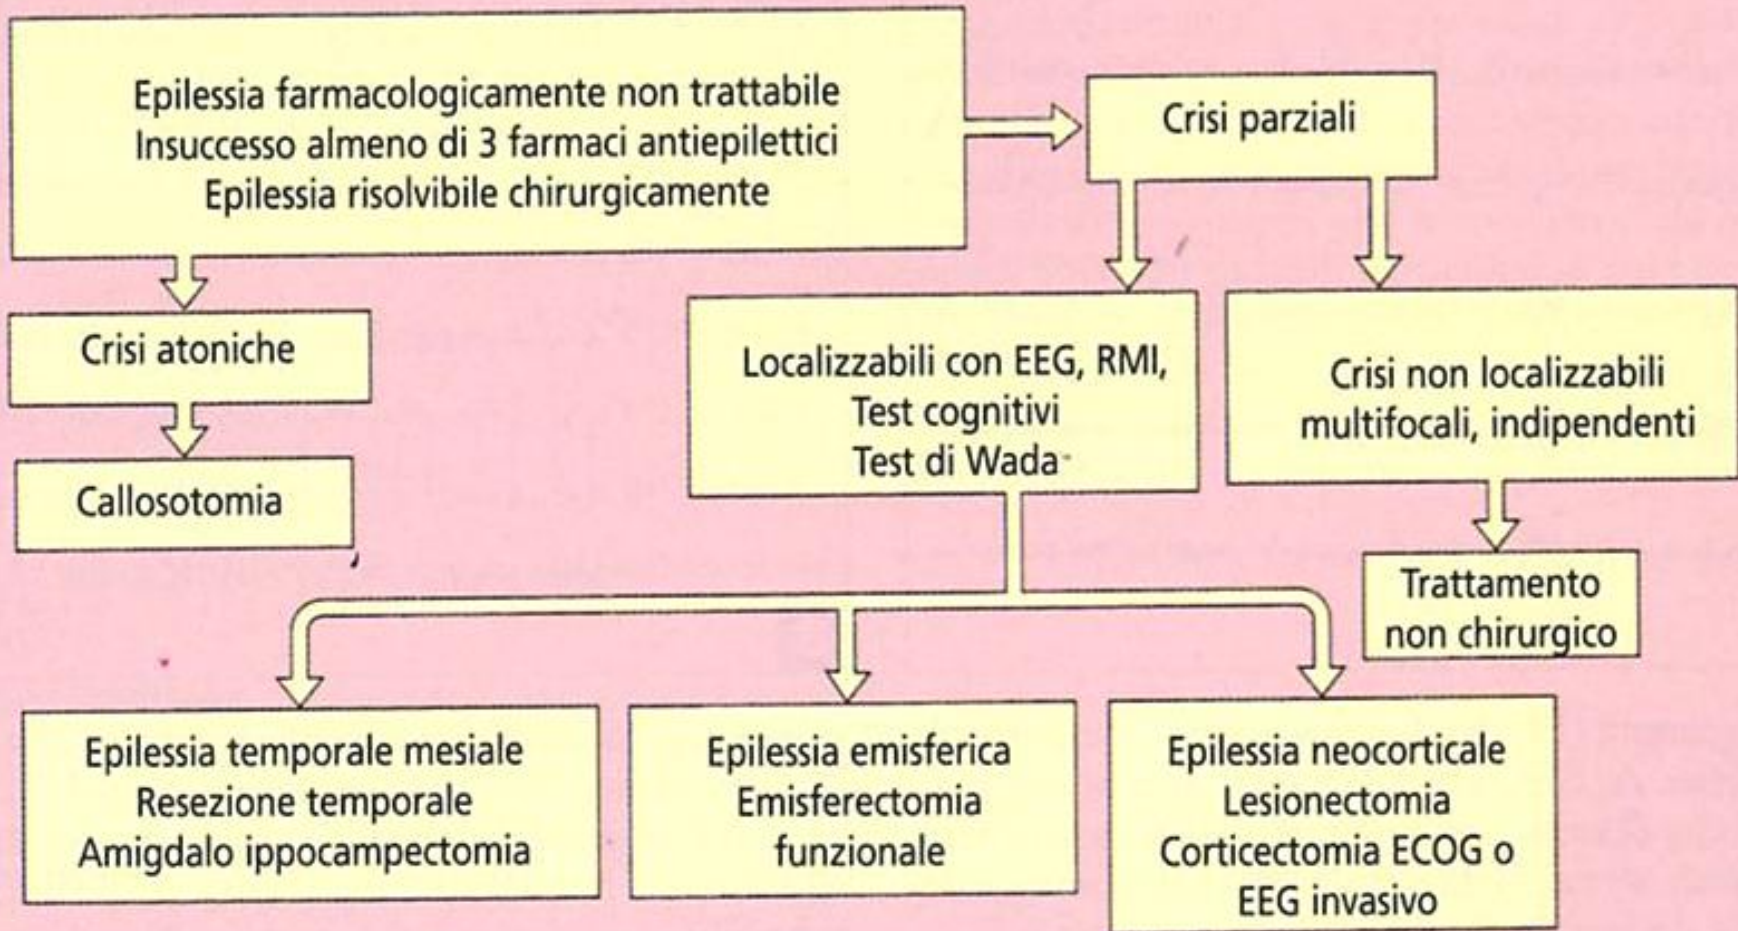 Epilessia farmacologicamente non trattabile
Insuccesso almeno di 3 farmaci antiepilettici
Epilessia risolvibile chirurgicamente
Crisi parziali
Crisi atoniche
Callosotomia
Localizzabili con EEG, RMI,
Test cognitivi
Test di Wada
Crisi non localizzabili
multifocali, indipendenti
Trattamento
non chirurgico
Epilessia temporale mesiale
Resezione temporale
Amigdalo ippocampectomia
Epilessia emisferica
Emisferectomia
funzionale
Epilessia neocorticale
Lesionectomia
Corticectomia ECOG o
EEG invasivo